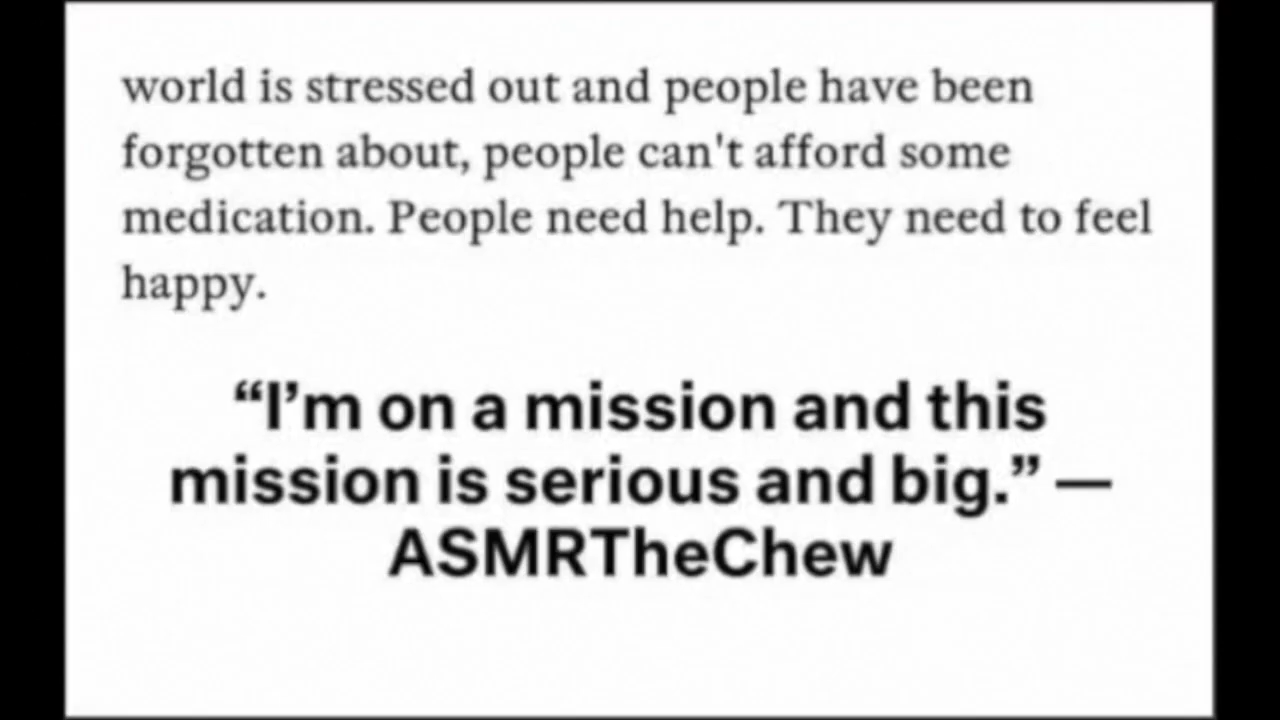 world is stressed out and people have been
forgotten about, people can't afford some
medication. People need help. They need to feel
happy.
“I’m on a mission and this
mission is serious and big.” —
ASMRTheChew